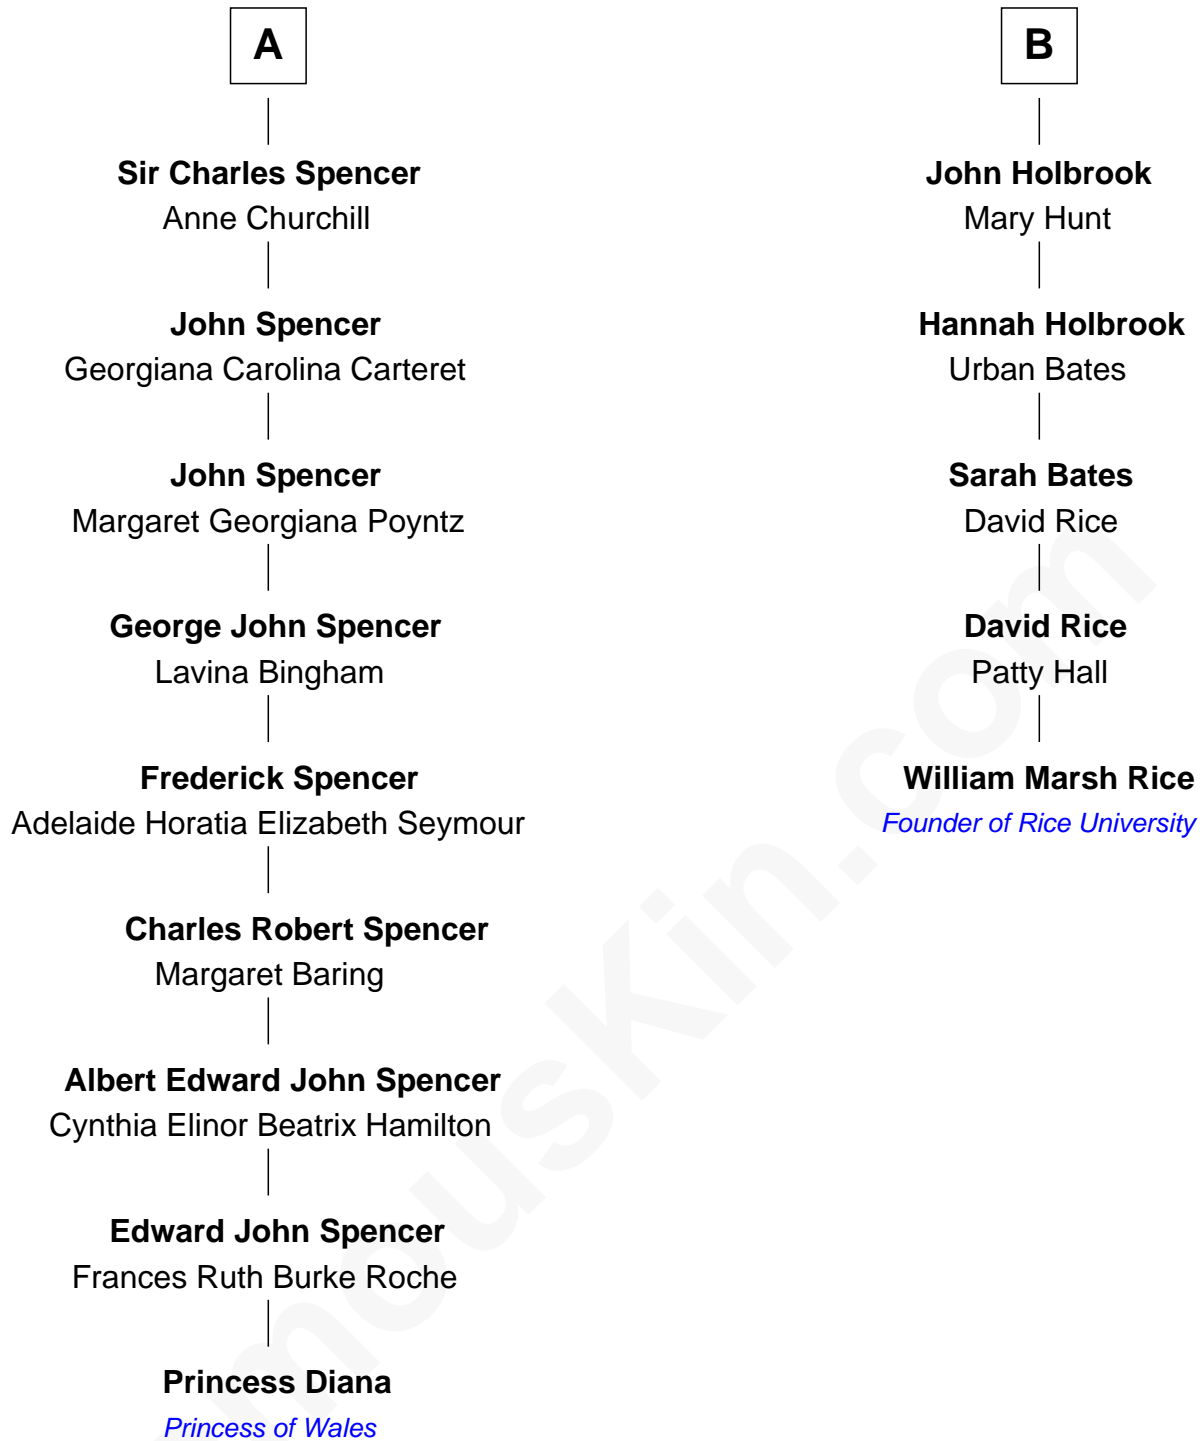 A
Sir Charles Spencer
Anne Churchill
John Spencer
Georgiana Carolina Carteret
John Spencer
Margaret Georgiana Poyntz
George John Spencer
Lavina Bingham
Frederick Spencer
Adelaide Horatia Elizabeth Seymour
Charles Robert Spencer
Margaret Baring
Albert Edward John Spencer
Cynthia Elinor Beatrix Hamilton
Edward John Spencer
Frances Ruth Burke Roche
Princess Diana
Princess of Wales
B
John Holbrook
Mary Hunt
Hannah Holbrook
Urban Bates
Sarah Bates
David Rice
David Rice
Patty Hall
William Marsh Rice
Founder of Rice University
mouskin.com